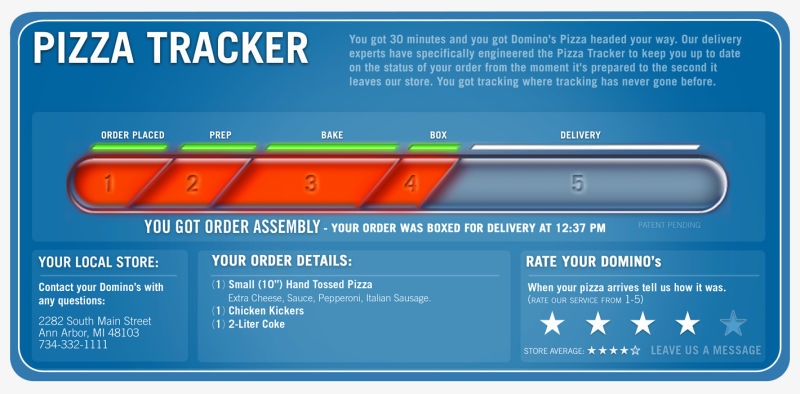 PIZZA TRACKER
You got 30 minutes and you got Domino's Pizza headed your way. Our delivery
experts have specifically engineered the Pizza Tracker to keep you up to date
on the status of your order from the moment it's prepared to the second it
leaves our store. You got tracking where tracking has never gone before.
ORDER PLACED PREP BAKE BOX DELIVERY
1 2 3 4 5
YOU GOT ORDER ASSEMBLY - YOUR ORDER WAS BOXED FOR DELIVERY AT 12:37 PM PATENT PENDING
YOUR LOCAL STORE:
Contact your Domino's with
any questions:
2282 South Main Street
Ann Arbor, MI 48103
734-332-1111
YOUR ORDER DETAILS:
(1) Small (10") Hand Tossed Pizza
Extra Cheese, Sauce, Pepperoni, Italian Sausage.
(1) Chicken Kickers
(1) 2-Liter Coke
RATE YOUR DOMINO's
When your pizza arrives tell us how it was.
(RATE OUR SERVICE FROM 1-5)
STORE AVERAGE: LEAVE US A MESSAGE